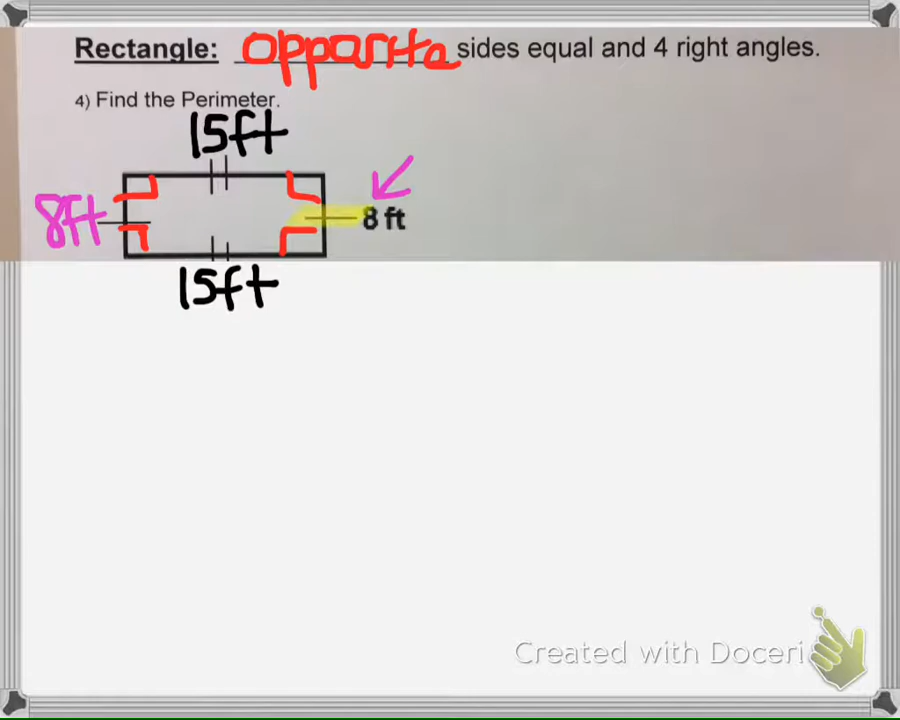 Rectangle: opposite sides equal and 4 right angles.
4) Find the Perimeter.
15ft
8ft
8 ft
15ft
Created with Doceri